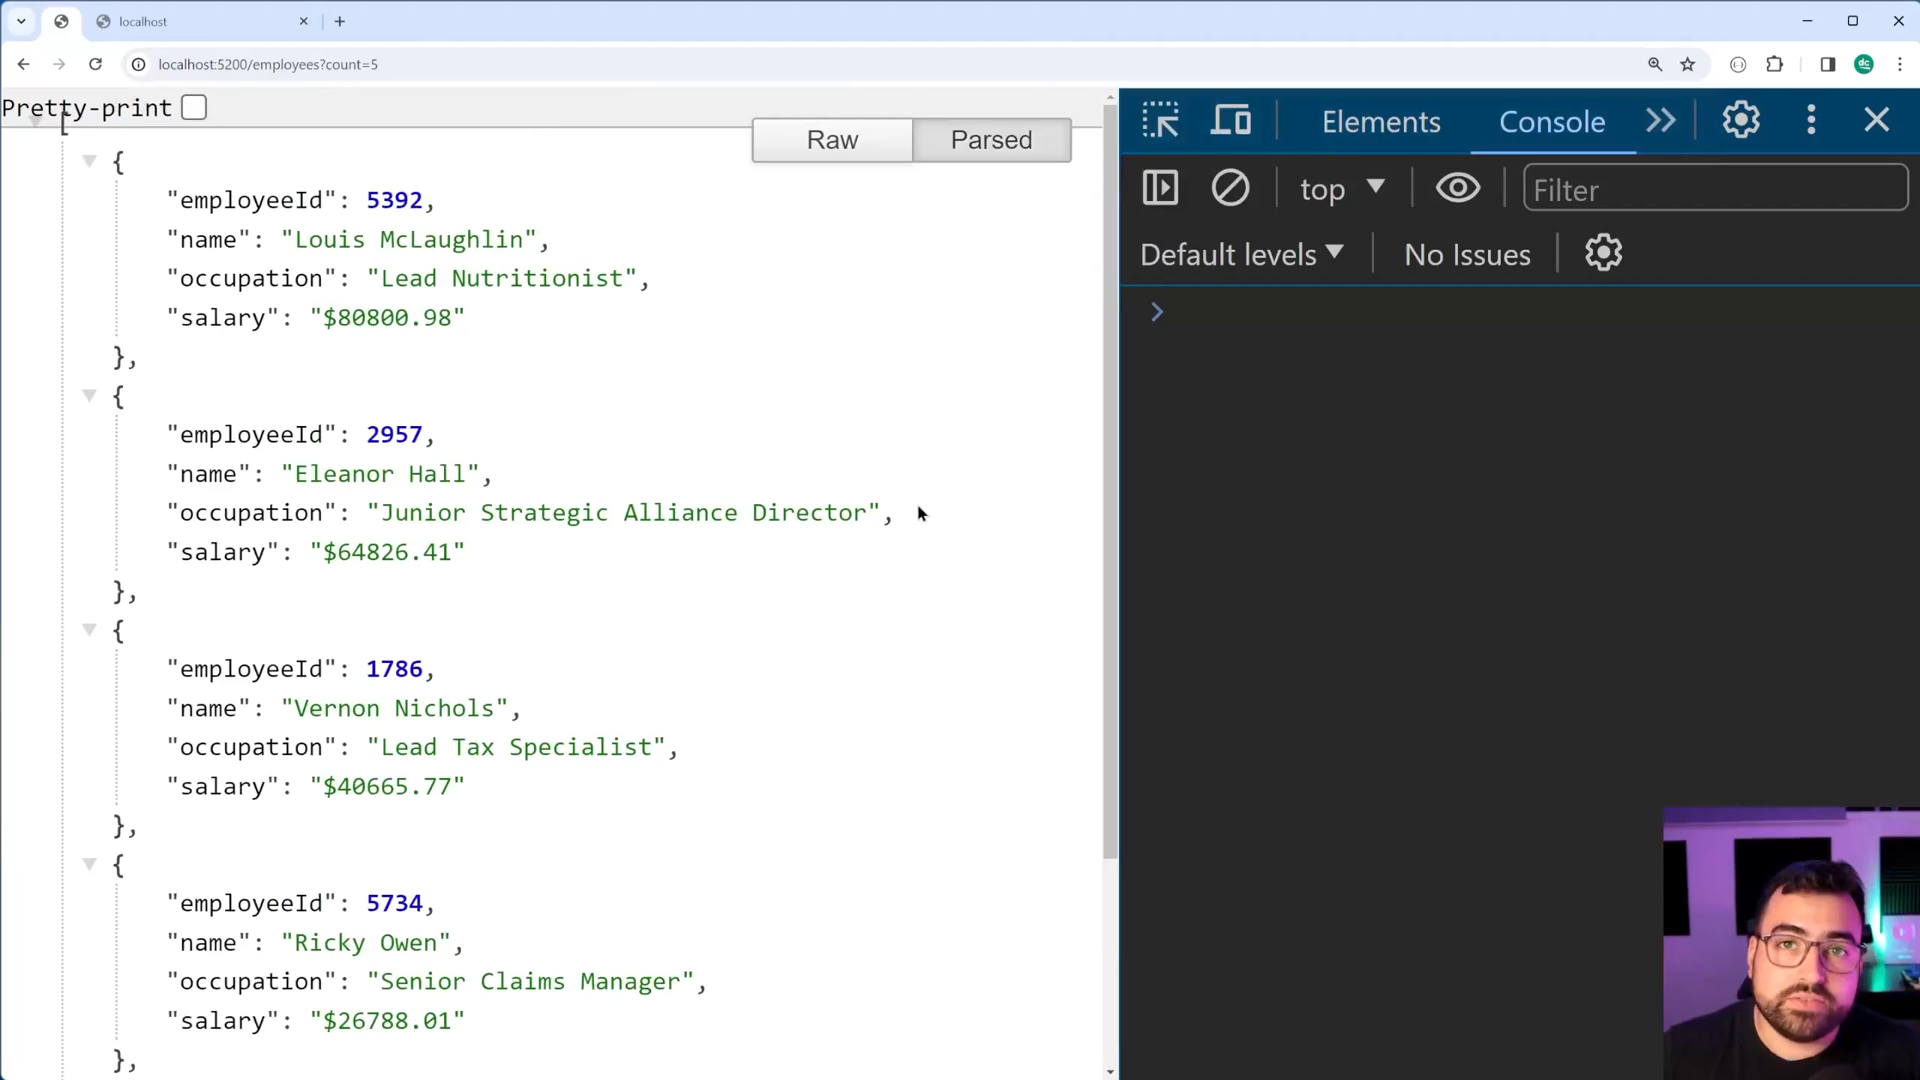 localhost
localhost:5200/employees?count=5
dc
Pretty-print
Raw
Parsed
[
{
"employeeId": 5392,
"name": "Louis McLaughlin",
"occupation": "Lead Nutritionist",
"salary": "$80800.98"
},
{
"employeeId": 2957,
"name": "Eleanor Hall",
"occupation": "Junior Strategic Alliance Director",
"salary": "$64826.41"
},
{
"employeeId": 1786,
"name": "Vernon Nichols",
"occupation": "Lead Tax Specialist",
"salary": "$40665.77"
},
{
"employeeId": 5734,
"name": "Ricky Owen",
"occupation": "Senior Claims Manager",
"salary": "$26788.01"
},
Elements
Console
top
Filter
Default levels
No Issues